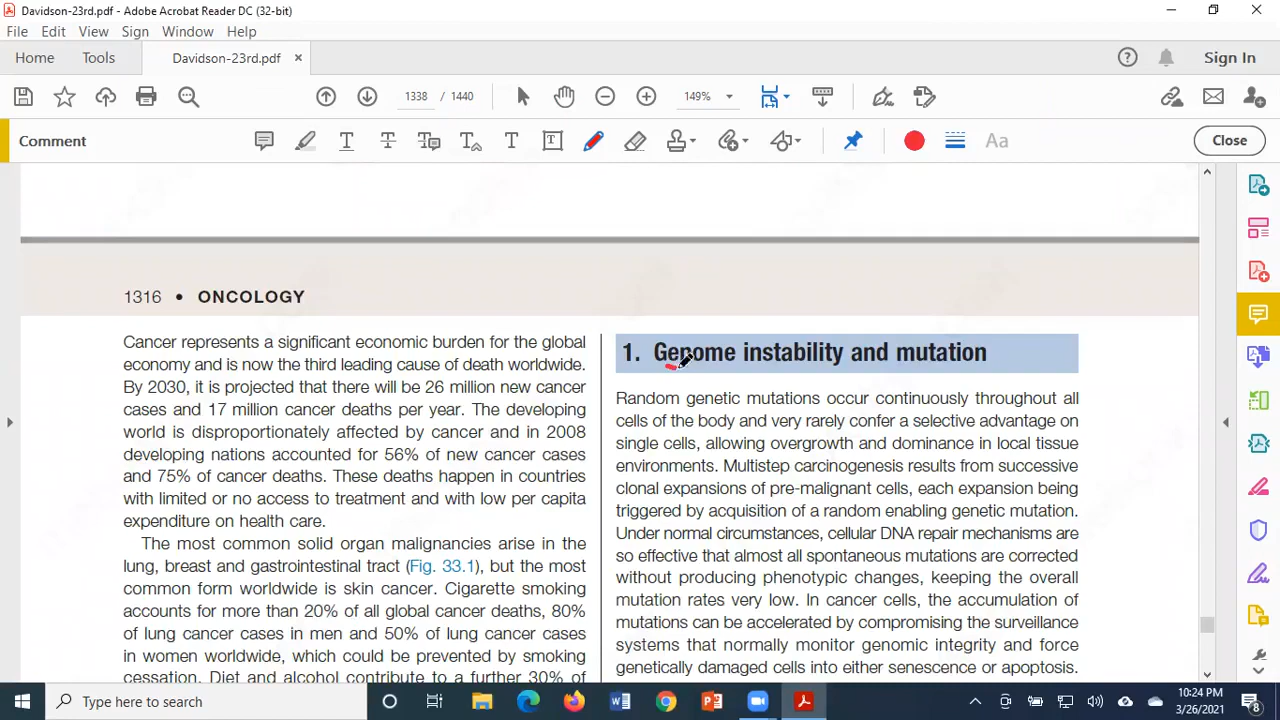 Davidson-23rd.pdf - Adobe Acrobat Reader DC (32-bit)
File Edit View Sign Window Help
Home Tools Davidson-23rd.pdf × Sign In
1338 / 1440 149%
Comment Close
1316 • ONCOLOGY
Cancer represents a significant economic burden for the global
economy and is now the third leading cause of death worldwide.
By 2030, it is projected that there will be 26 million new cancer
cases and 17 million cancer deaths per year. The developing
world is disproportionately affected by cancer and in 2008
developing nations accounted for 56% of new cancer cases
and 75% of cancer deaths. These deaths happen in countries
with limited or no access to treatment and with low per capita
expenditure on health care.
The most common solid organ malignancies arise in the
lung, breast and gastrointestinal tract (Fig. 33.1), but the most
common form worldwide is skin cancer. Cigarette smoking
accounts for more than 20% of all global cancer deaths, 80%
of lung cancer cases in men and 50% of lung cancer cases
in women worldwide, which could be prevented by smoking
cessation. Diet and alcohol contribute to a further 30% of
1. Genome instability and mutation
Random genetic mutations occur continuously throughout all
cells of the body and very rarely confer a selective advantage on
single cells, allowing overgrowth and dominance in local tissue
environments. Multistep carcinogenesis results from successive
clonal expansions of pre-malignant cells, each expansion being
triggered by acquisition of a random enabling genetic mutation.
Under normal circumstances, cellular DNA repair mechanisms are
so effective that almost all spontaneous mutations are corrected
without producing phenotypic changes, keeping the overall
mutation rates very low. In cancer cells, the accumulation of
mutations can be accelerated by compromising the surveillance
systems that normally monitor genomic integrity and force
genetically damaged cells into either senescence or apoptosis.
Type here to search
10:24 PM
3/26/2021
8